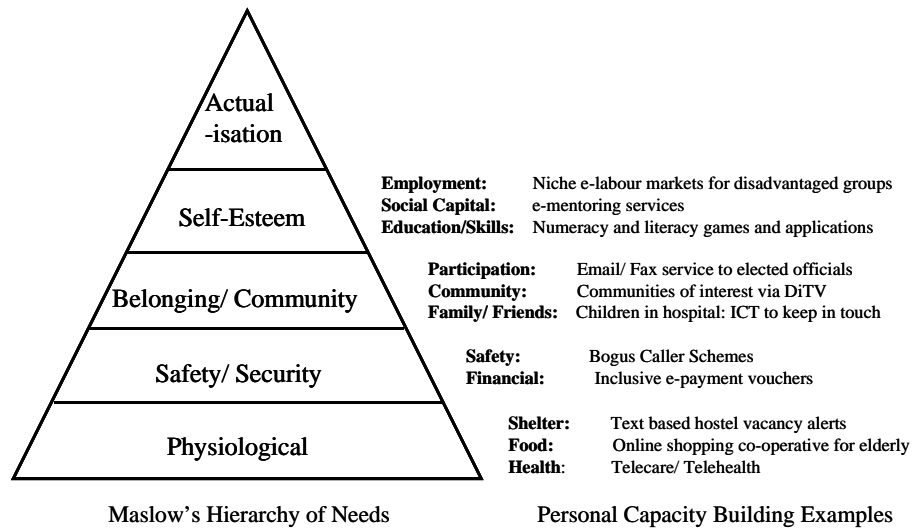 Actual
-isation
Employment: Niche e-labour markets for disadvantaged groups
Social Capital: e-mentoring services
Self-Esteem
Education/Skills: Numeracy and literacy games and applications
Participation: Email/ Fax service to elected officials
Belonging/ Community
Community: Communities of interest via DiTV
Family/ Friends: Children in hospital: ICT to keep in touch
Safety: Bogus Caller Schemes
Safety/ Security
Financial: Inclusive e-payment vouchers
Shelter: Text based hostel vacancy alerts
Physiological
Food: Online shopping co-operative for elderly
Health: Telecare/ Telehealth
Maslow's Hierarchy of Needs
Personal Capacity Building Examples